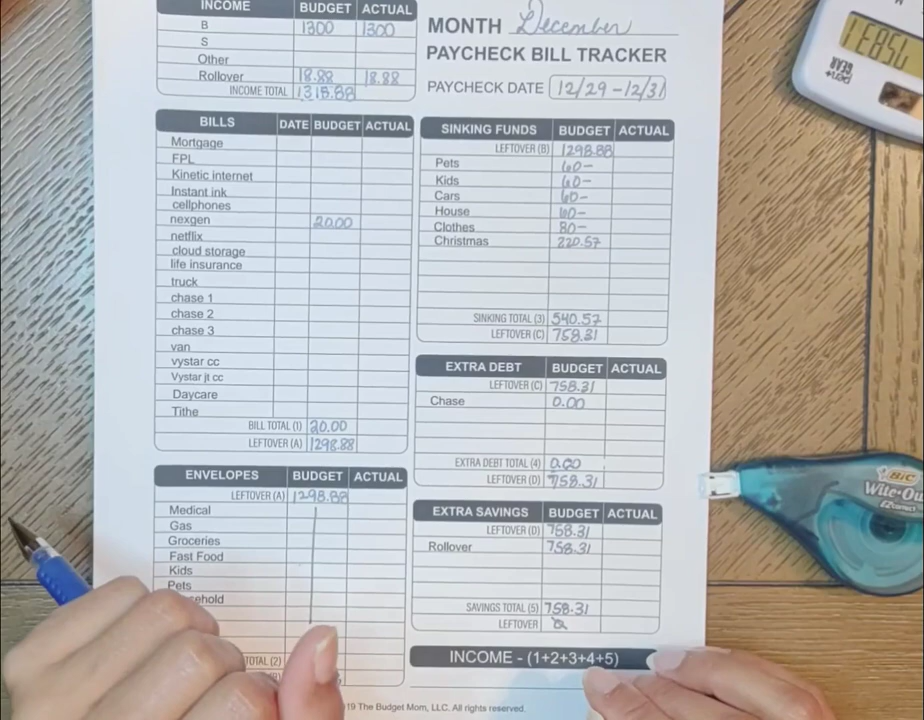 INCOME BUDGET ACTUAL
B 1300 1300
S
Other
Rollover 18.88 18.88
INCOME TOTAL 1318.88
MONTH December
PAYCHECK BILL TRACKER
PAYCHECK DATE 12/29-12/31
BILLS DATE BUDGET ACTUAL
Mortgage
FPL
Kinetic internet
Instant ink
cellphones
nexgen 20.00
netflix
cloud storage
life insurance
truck
chase 1
chase 2
chase 3
van
vystar cc
Vystar jt cc
Daycare
Tithe
BILL TOTAL (1) 20.00
LEFTOVER (A) 1298.88
ENVELOPES BUDGET ACTUAL
LEFTOVER (A) 1298.88
Medical
Gas
Groceries
Fast Food
Kids
Pets
ehold
TOTAL (2)
SINKING FUNDS BUDGET ACTUAL
LEFTOVER (B) 1298.88
Pets 60-
Kids 60-
Cars 60-
House 60-
Clothes 80-
Christmas 220.57
SINKING TOTAL (3) 540.57
LEFTOVER (C) 758.31
EXTRA DEBT BUDGET ACTUAL
LEFTOVER (C) 758.31
Chase 0.00
EXTRA DEBT TOTAL (4) 0.00
LEFTOVER (D) 758.31
EXTRA SAVINGS BUDGET ACTUAL
LEFTOVER (D) 758.31
Rollover 758.31
SAVINGS TOTAL (5) 758.31
LEFTOVER
INCOME - (1+2+3+4+5)
19 The Budget Mom, LLC. All rights reserved.
BIC
Wite-Out
EZcorrect